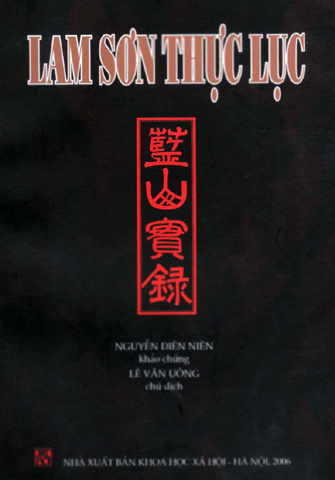 LAM SƠN THỰC LỤC
藍
山
實
録
NGUYỄN DIÊN NIÊN
khảo chứng
LÊ VĂN UÔNG
chú dịch
NHÀ XUẤT BẢN KHOA HỌC XÃ HỘI - HÀ NỘI, 2006